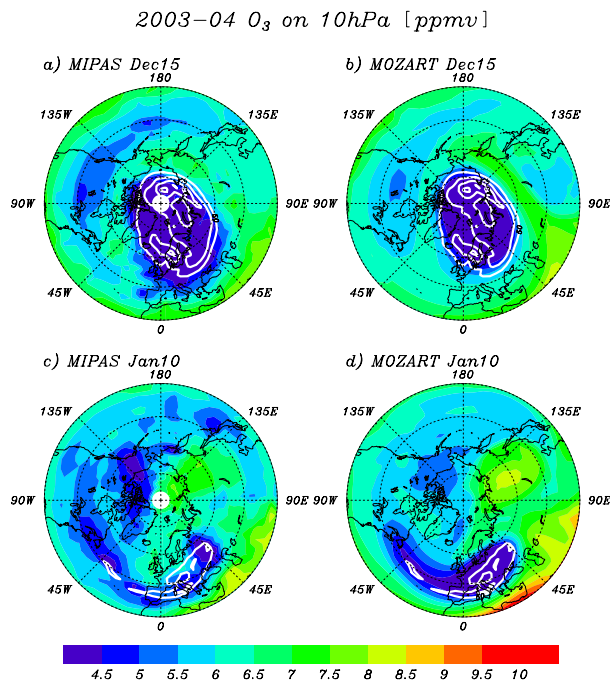 2003-04 O3 on 10hPa [ppmv]
a) MIPAS Dec15
b) MOZART Dec15
180
180
135W
135E
135W
135E
90W
90E
90W
90E
45W
45E
45W
45E
0
0
c) MIPAS Jan10
d) MOZART Jan10
180
180
135W
135E
135W
135E
90W
90E
90W
90E
45W
45E
45W
45E
0
0
4.5 5 5.5 6 6.5 7 7.5 8 8.5 9 9.5 10